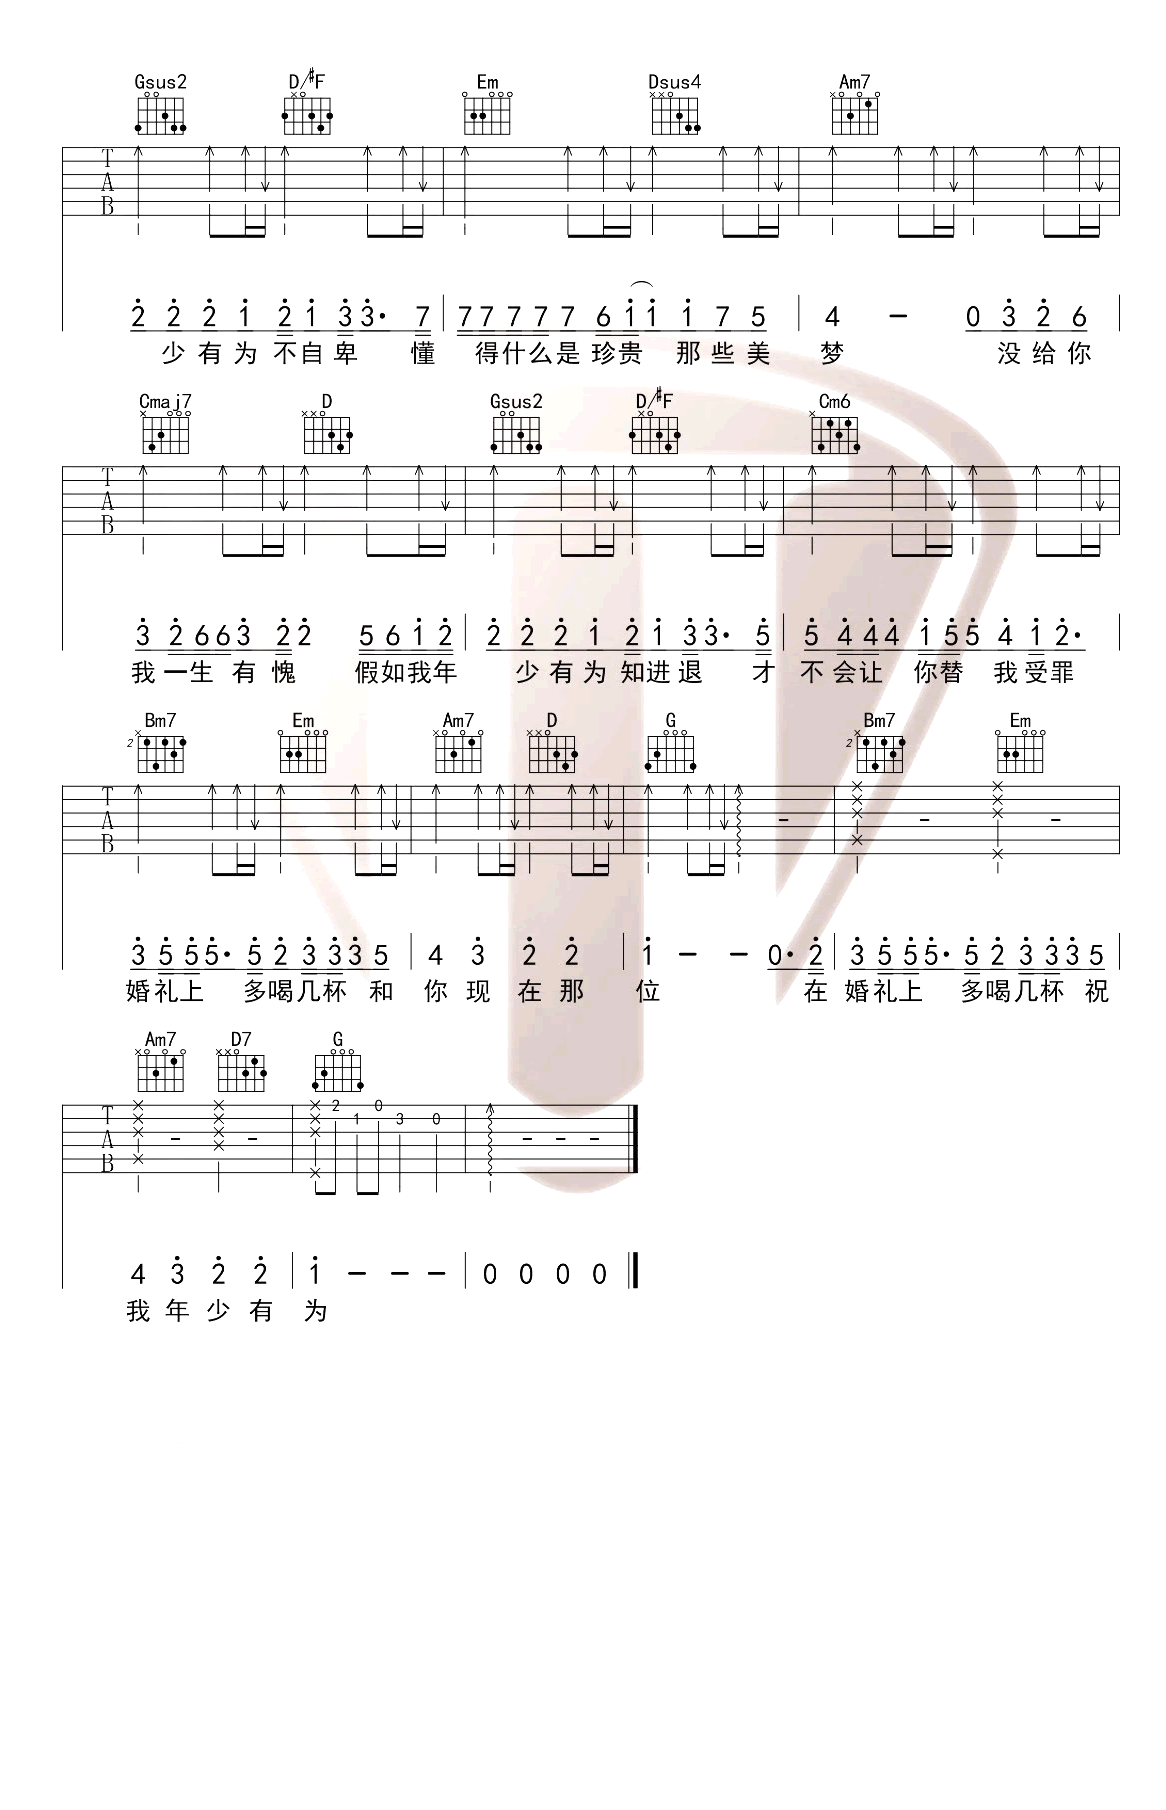 Gsus2 D/#F Em Dsus4 Am7
T
A
B
2 2 2 1 2 1 3 3· 7 7 7 7 7 7 6 1 1 1 7 5 4 － 0 3 2 6
少有为不自卑 懂得什么是珍贵 那些美梦 没给你
Cmaj7 D Gsus2 D/#F Cm6
T
A
B
3 2 6 6 3 2 2 5 6 1 2 2 2 2 1 2 1 3 3· 5 5 4 4 4 1 5 5 4 1 2·
我一生有愧 假如我年少有为知进退 才不会让你替我受罪
Bm7 Em Am7 D G Bm7 Em
2 2
T
A
B
3 5 5 5· 5 2 3 3 3 5 4 3 2 2 1 － － 0· 2 3 5 5 5· 5 2 3 3 3 5
婚礼上 多喝几杯和你现在那位 在婚礼上 多喝几杯祝
Am7 D7 G
T
A
B
2 1 0 3 0
4 3 2 2 1 － － － 0 0 0 0
我年少有为